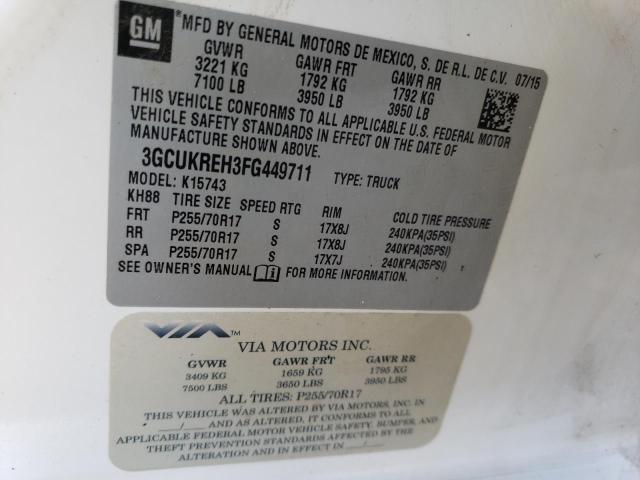 GM
MFD BY GENERAL MOTORS DE MEXICO, S. DE R.L. DE C.V. 07/15
GVWR GAWR FRT GAWR RR
3221 KG 1792 KG 1792 KG
7100 LB 3950 LB 3950 LB
THIS VEHICLE CONFORMS TO ALL APPLICABLE U.S. FEDERAL MOTOR
VEHICLE SAFETY STANDARDS IN EFFECT ON THE DATE OF
MANUFACTURE SHOWN ABOVE.
3GCUKREH3FG449711 TYPE: TRUCK
MODEL: K15743
KH88 TIRE SIZE SPEED RTG RIM COLD TIRE PRESSURE
FRT P255/70R17 S 17X8J 240KPA(35PSI)
RR P255/70R17 S 17X8J 240KPA(35PSI)
SPA P255/70R17 S 17X7J 240KPA(35PSI)
SEE OWNER'S MANUAL FOR MORE INFORMATION.
VIA™
VIA MOTORS INC.
GVWR GAWR FRT GAWR RR
3409 KG 1659 KG 1795 KG
7500 LBS 3650 LBS 3950 LBS
ALL TIRES: P255/70R17
THIS VEHICLE WAS ALTERED BY VIA MOTORS, INC. IN
__/__ AND AS ALTERED, IT CONFORMS TO ALL
APPLICABLE FEDERAL MOTOR VEHICLE SAFETY, BUMPER, AND
THEFT PREVENTION STANDARDS AFFECTED BY THE
ALTERATION AND IN EFFECT IN __/__.